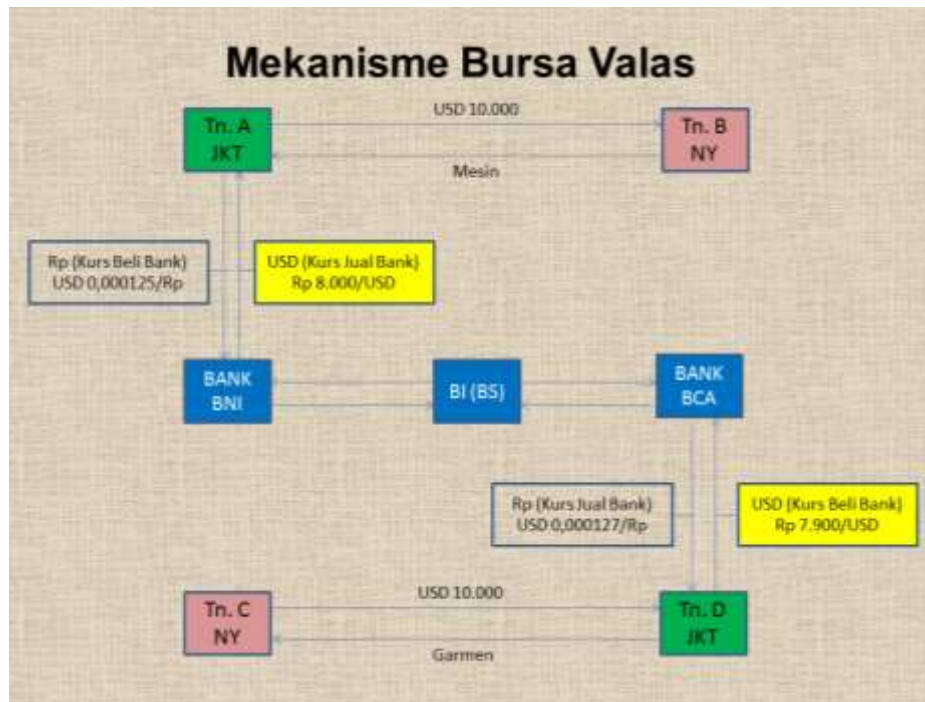 Mekanisme Bursa Valas
USD 10.000
Tn. A
JKT
Tn. B
NY
Mesin
Rp (Kurs Beli Bank)
USD 0,000125/Rp
USD (Kurs Jual Bank)
Rp 8.000/USD
BANK
BNI
BI (BS)
BANK
BCA
Rp (Kurs Jual Bank)
USD 0,000127/Rp
USD (Kurs Beli Bank)
Rp 7.900/USD
USD 10.000
Tn. C
NY
Tn. D
JKT
Garmen